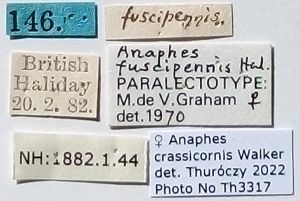 146.
fuscipennis.
British
Haliday
20. 2. 82.
Anaphes
fuscipennis Hal.
PARALECTOTYPE:
M.de V.Graham ♀
det.1970
NH:1882.1.44
♀ Anaphes
crassicornis Walker
det. Thuróczy 2022
Photo No Th3317